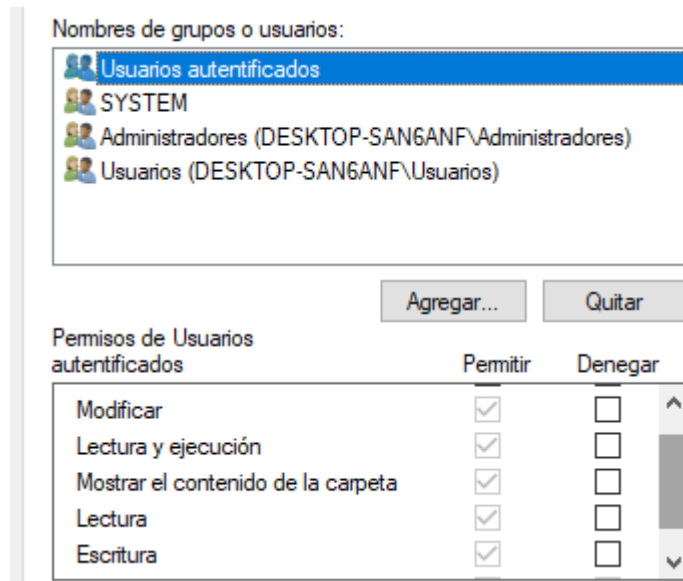 Nombres de grupos o usuarios:
Usuarios autentificados
SYSTEM
Administradores (DESKTOP-SAN6ANF\Administradores)
Usuarios (DESKTOP-SAN6ANF\Usuarios)
Agregar... Quitar
Permisos de Usuarios
autentificados Permitir Denegar
Modificar
Lectura y ejecución
Mostrar el contenido de la carpeta
Lectura
Escritura